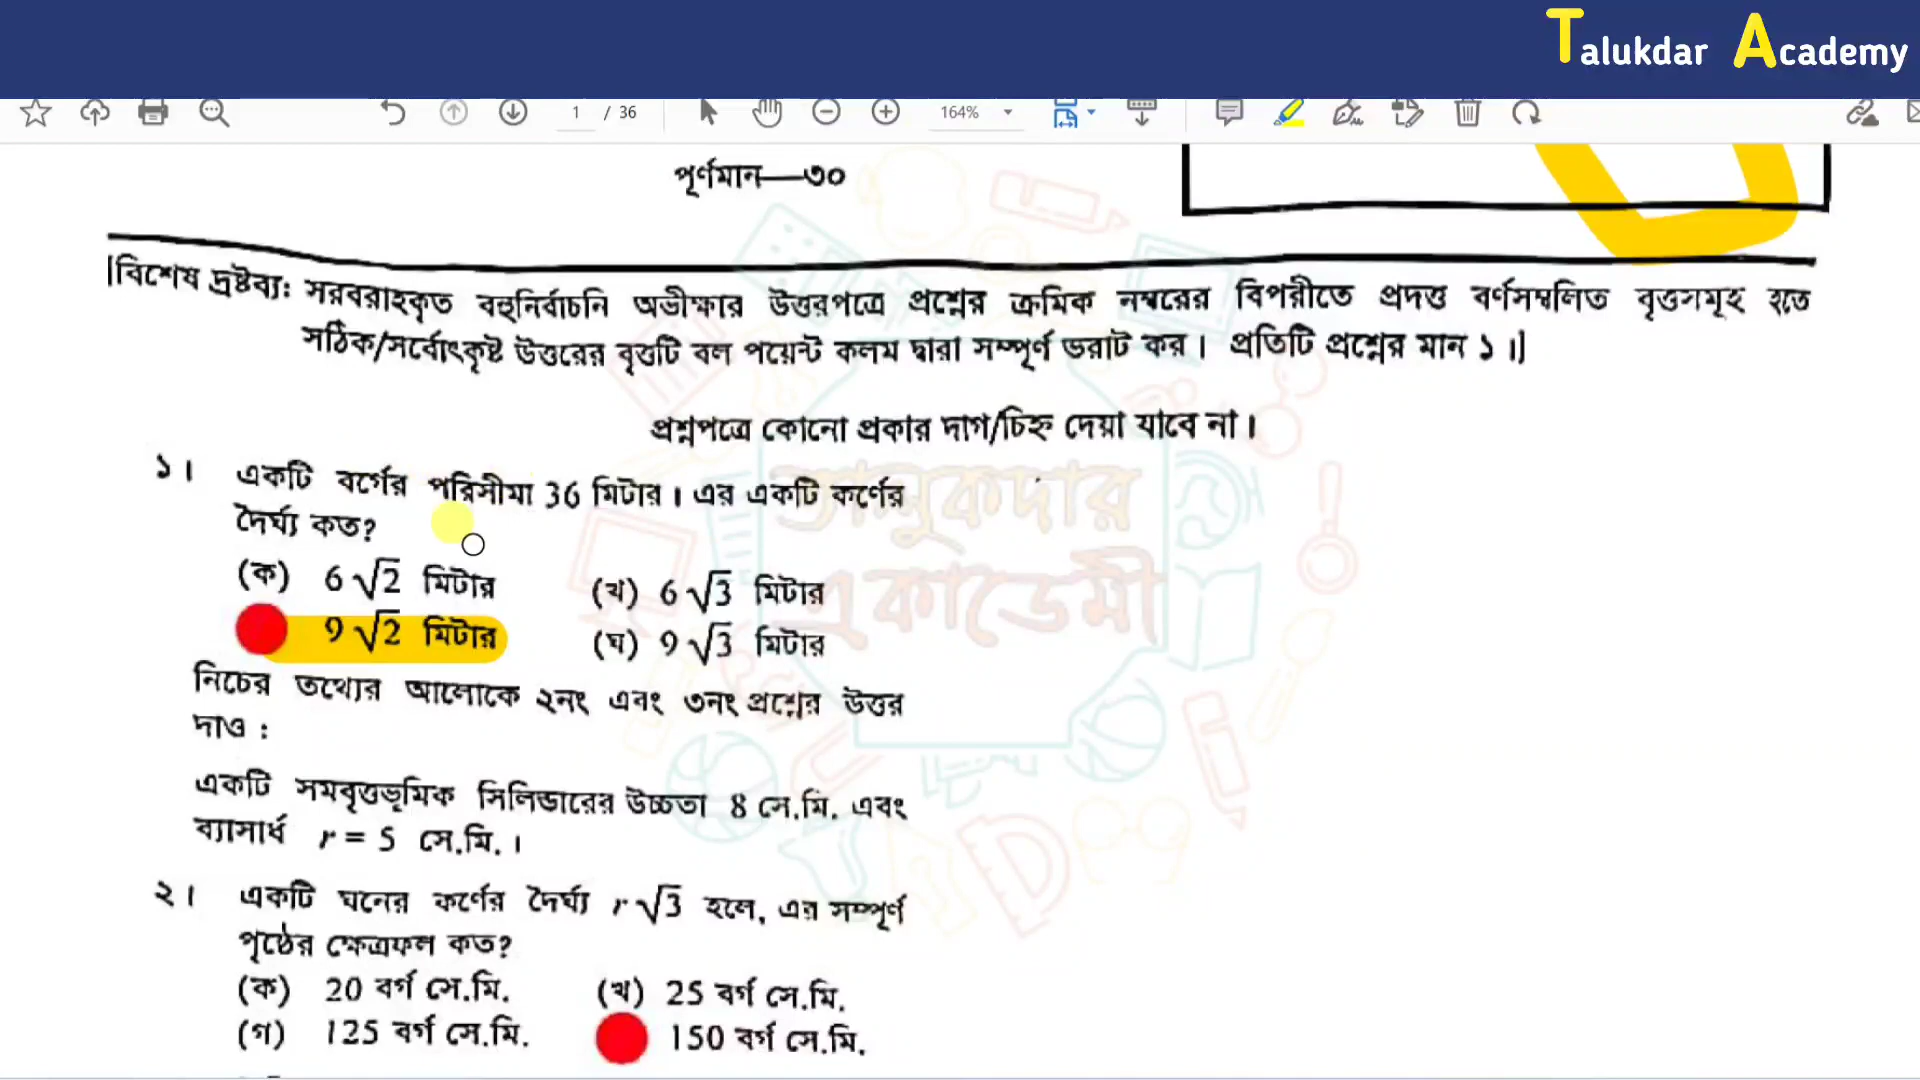 Talukdar Academy
1 / 36
164%
পূর্ণমান—৩০
[বিশেষ দ্রষ্টব্য: সরবরাহকৃত বহুনির্বাচনি অভীক্ষার উত্তরপত্রে প্রশ্নের ক্রমিক নম্বরের বিপরীতে প্রদত্ত বর্ণসম্বলিত বৃত্তসমূহ হতে
সঠিক/সর্বোৎকৃষ্ট উত্তরের বৃত্তটি বল পয়েন্ট কলম দ্বারা সম্পূর্ণ ভরাট কর। প্রতিটি প্রশ্নের মান ১।]
প্রশ্নপত্রে কোনো প্রকার দাগ/চিহ্ন দেয়া যাবে না।
তালুকদার
একাডেমী
১। একটি বর্গের পরিসীমা 36 মিটার। এর একটি কর্ণের
দৈর্ঘ্য কত?
(ক) 6√2 মিটার (খ) 6√3 মিটার
9√2 মিটার (ঘ) 9√3 মিটার
নিচের তথ্যের আলোকে ২নং এবং ৩নং প্রশ্নের উত্তর
দাও :
একটি সমবৃত্তভূমিক সিলিন্ডারের উচ্চতা 8 সে.মি. এবং
ব্যাসার্ধ r = 5 সে.মি.।
২। একটি ঘনের কর্ণের দৈর্ঘ্য r√3 হলে, এর সম্পূর্ণ
পৃষ্ঠের ক্ষেত্রফল কত?
(ক) 20 বর্গ সে.মি. (খ) 25 বর্গ সে.মি.
(গ) 125 বর্গ সে.মি. 150 বর্গ সে.মি.